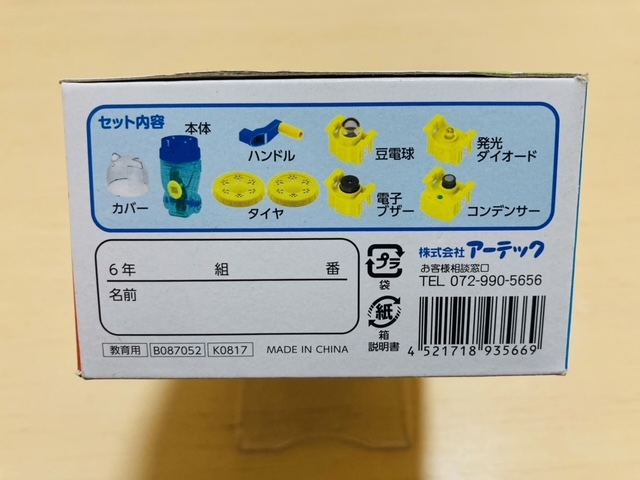 セット内容
本体
カバー
ハンドル
タイヤ
豆電球
電子
ブザー
発光
ダイオード
コンデンサー
6年 組 番
名前
プラ
袋
紙
箱
説明書
株式会社 アーテック
お客様相談窓口
TEL 072-990-5656
4 521718 935669
教育用 B087052 K0817 MADE IN CHINA